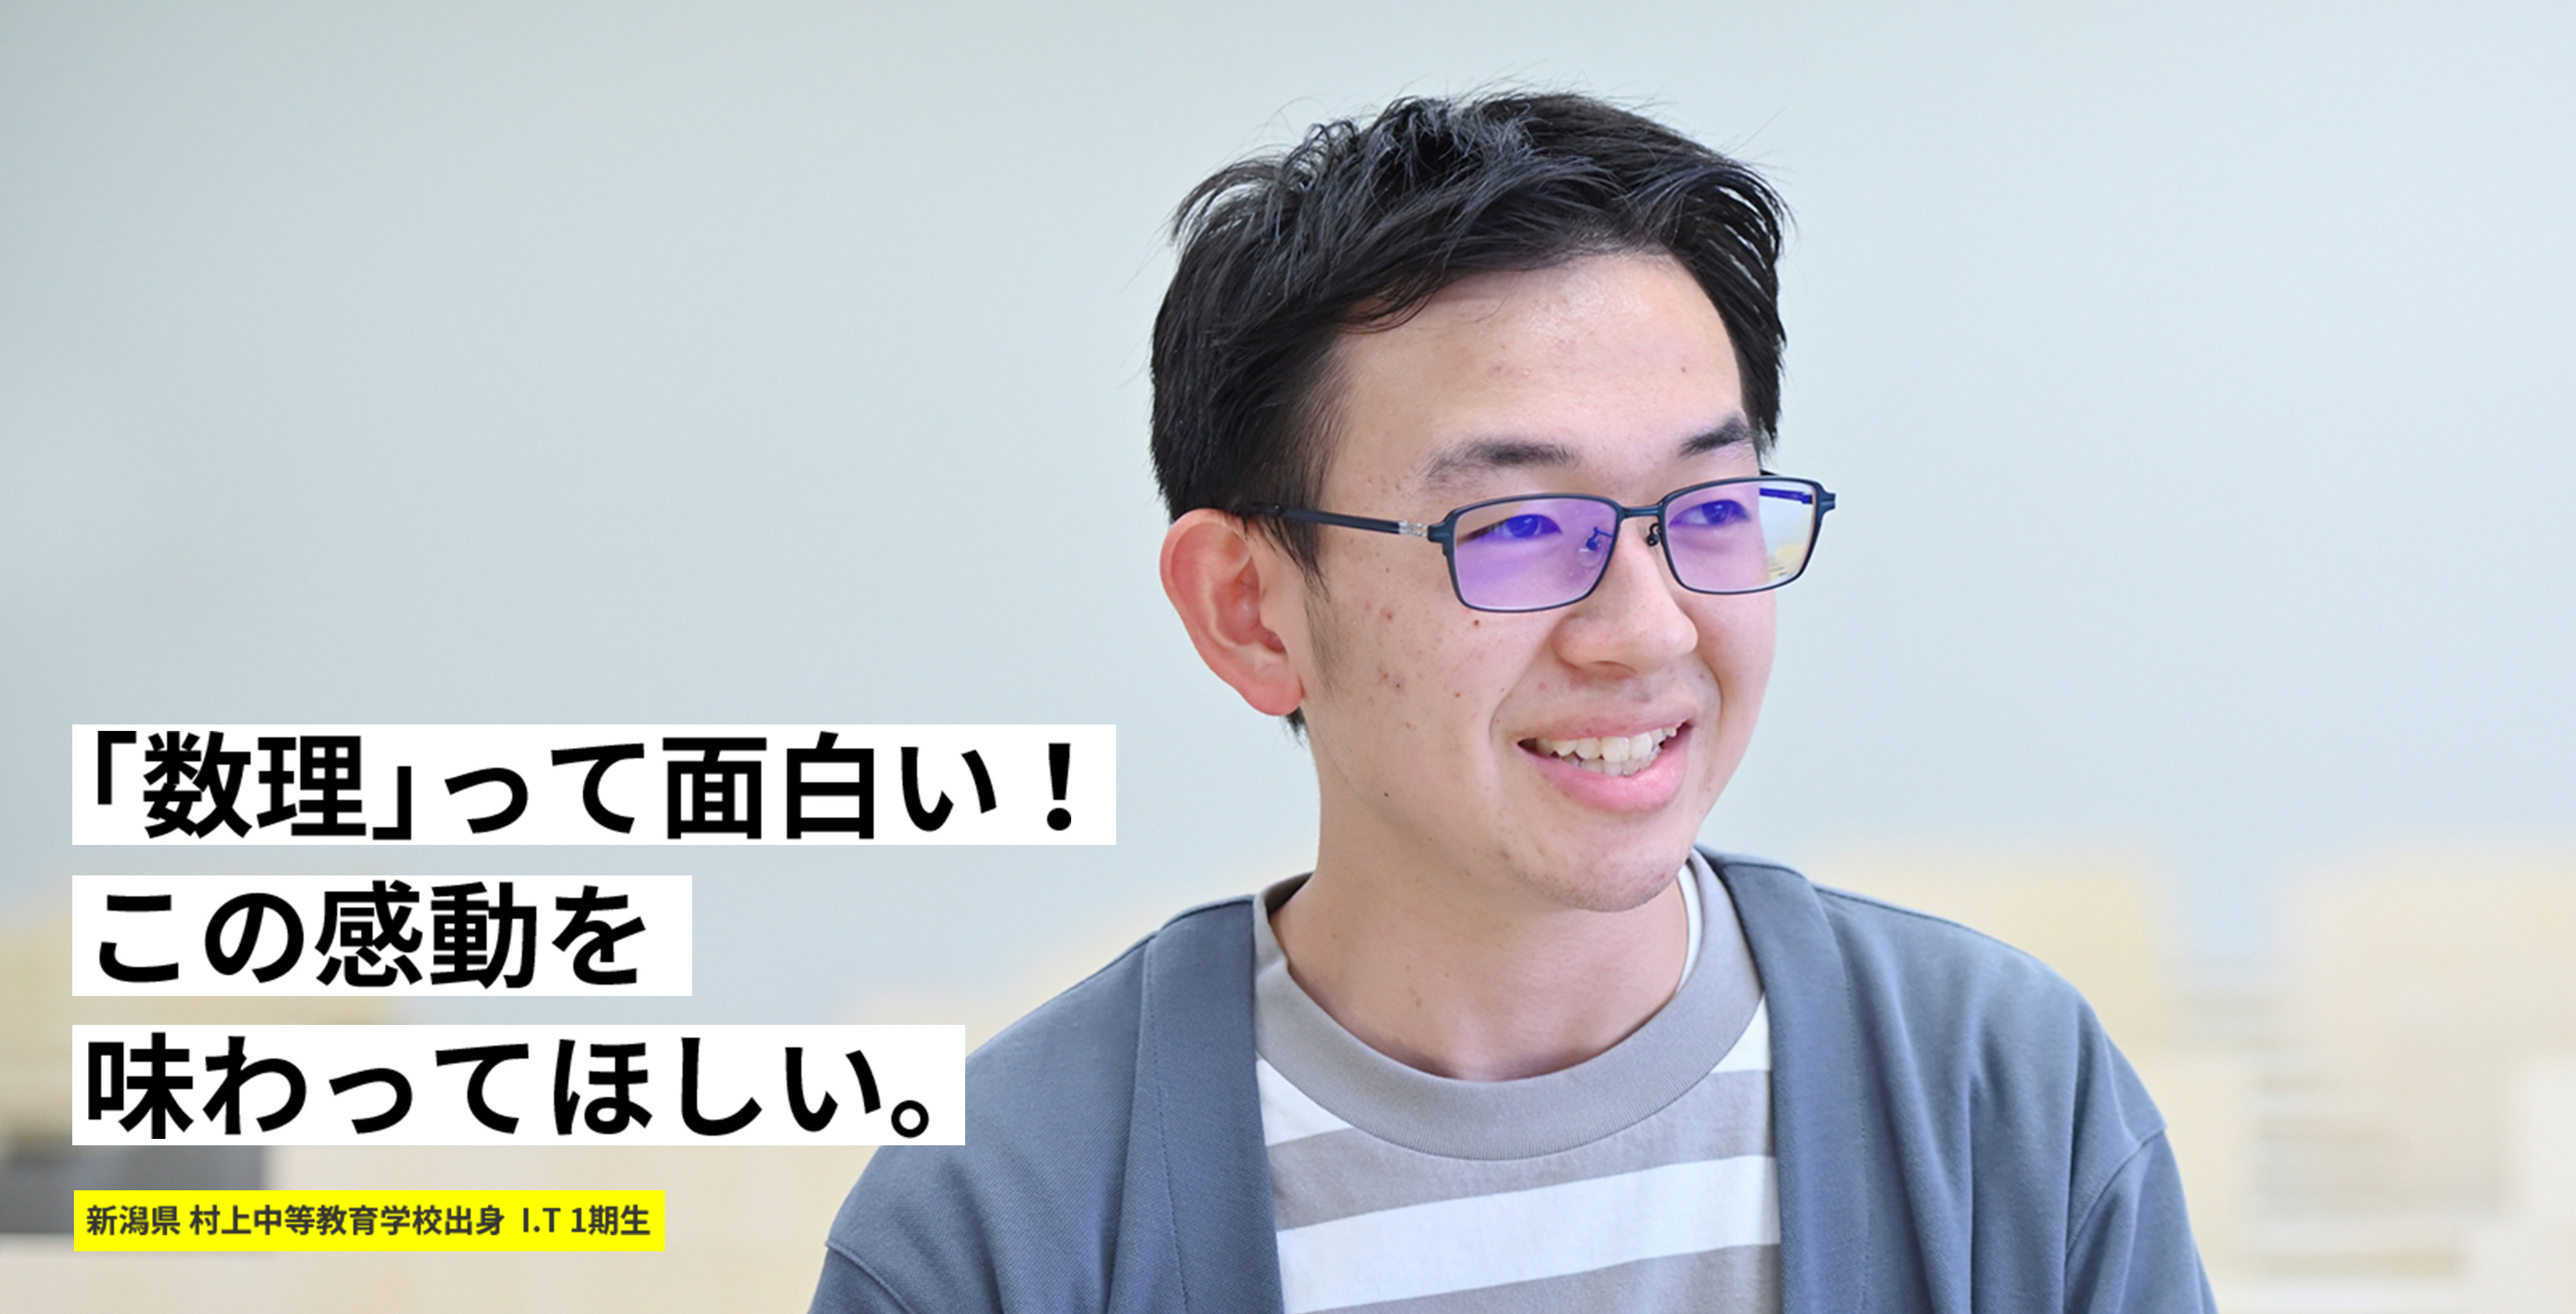 「数理」って面白い！
この感動を
味わってほしい。
新潟県 村上中等教育学校出身 I.T 1期生